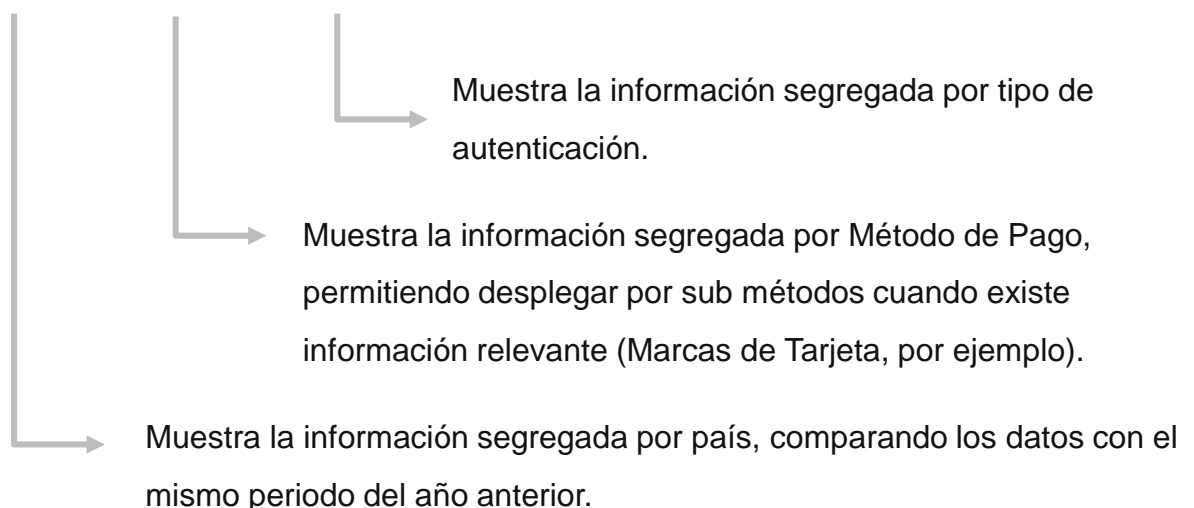 Muestra la información segregada por tipo de
autenticación.
Muestra la información segregada por Método de Pago,
permitiendo desplegar por sub métodos cuando existe
información relevante (Marcas de Tarjeta, por ejemplo).
Muestra la información segregada por país, comparando los datos con el
mismo periodo del año anterior.